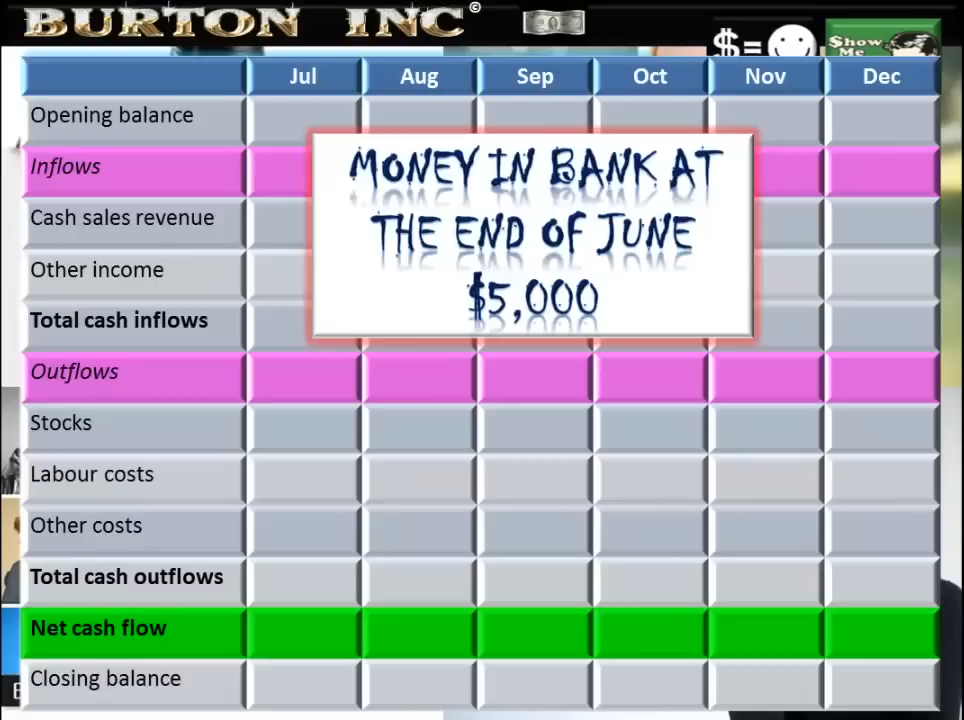 BURTON INC©
$=
Show
Me
Jul Aug Sep Oct Nov Dec
Opening balance
Inflows
Cash sales revenue
Other income
Total cash inflows
Outflows
Stocks
Labour costs
Other costs
Total cash outflows
Net cash flow
Closing balance
MONEY IN BANK AT
THE END OF JUNE
$5,000